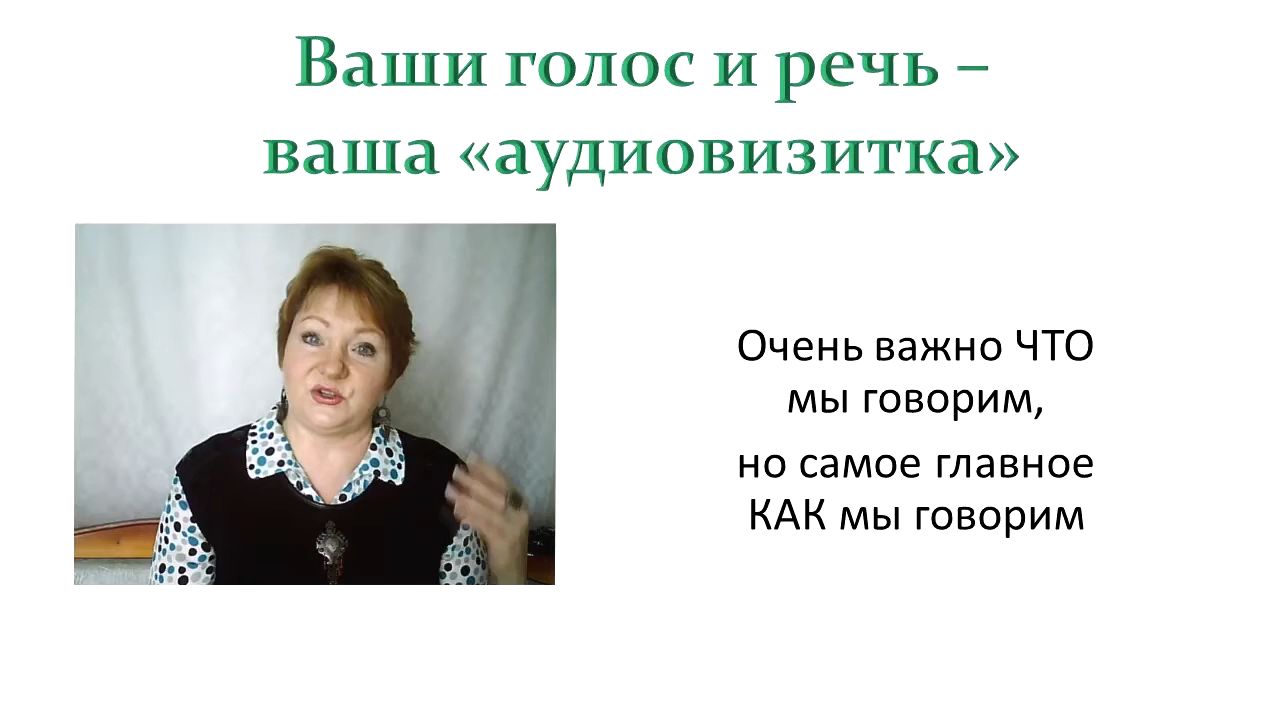 Ваши голос и речь –
ваша «аудиовизитка»
Очень важно ЧТО
мы говорим,
но самое главное
КАК мы говорим